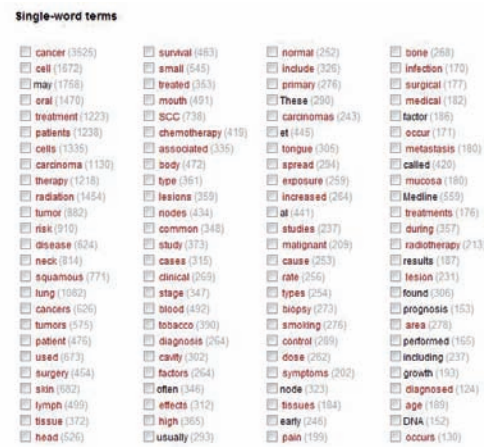 Single-word terms
cancer (3525)
cell (1672)
may (1768)
oral (1470)
treatment (1223)
patients (1238)
cells (1335)
carcinoma (1130)
therapy (1218)
radiation (1454)
tumor (882)
risk (910)
disease (624)
neck (814)
squamous (771)
lung (1082)
cancers (626)
tumors (575)
patient (476)
used (673)
surgery (454)
skin (682)
lymph (499)
tissue (372)
head (526)
survival (463)
small (545)
treated (353)
mouth (491)
SCC (738)
chemotherapy (419)
associated (335)
body (472)
type (361)
lesions (359)
nodes (434)
common (348)
study (373)
cases (315)
clinical (269)
stage (347)
blood (492)
tobacco (390)
diagnosis (264)
cavity (302)
factors (264)
often (346)
effects (312)
high (365)
usually (293)
normal (252)
include (326)
primary (276)
These (290)
carcinomas (243)
et (445)
tongue (305)
spread (294)
exposure (259)
increased (264)
al (441)
studies (237)
malignant (209)
cause (253)
rate (256)
types (254)
biopsy (273)
smoking (276)
control (289)
dose (262)
symptoms (202)
node (323)
tissues (184)
early (246)
pain (199)
bone (268)
infection (170)
surgical (177)
medical (182)
factor (186)
occur (171)
metastasis (180)
called (420)
mucosa (180)
Medline (559)
treatments (176)
during (357)
radiotherapy (213)
results (187)
lesion (231)
found (306)
prognosis (153)
area (278)
performed (165)
including (237)
growth (193)
diagnosed (124)
age (189)
DNA (152)
occurs (130)